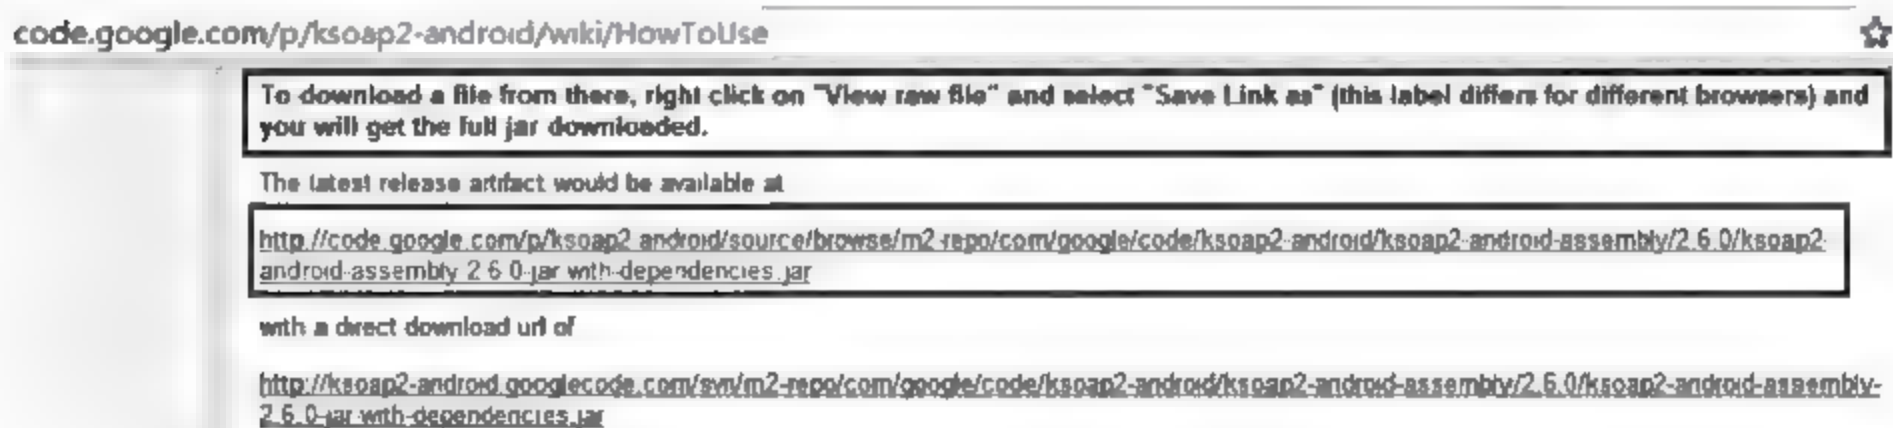 code.google.com/p/ksoap2-android/wiki/HowToUse
To download a file from there, right click on "View raw file" and select "Save Link as" (this label differs for different browsers) and
you will get the full jar downloaded.
The latest release artifact would be available at
http://code.google.com/p/ksoap2-android/source/browse/m2-repo/com/google/code/ksoap2-android/ksoap2-android-assembly/2.6.0/ksoap2-
android-assembly-2.6.0-jar-with-dependencies.jar
with a direct download url of
http://ksoap2-android.googlecode.com/svn/m2-repo/com/google/code/ksoap2-android/ksoap2-android-assembly/2.6.0/ksoap2-android-assembly-
2.6.0-jar-with-dependencies.jar